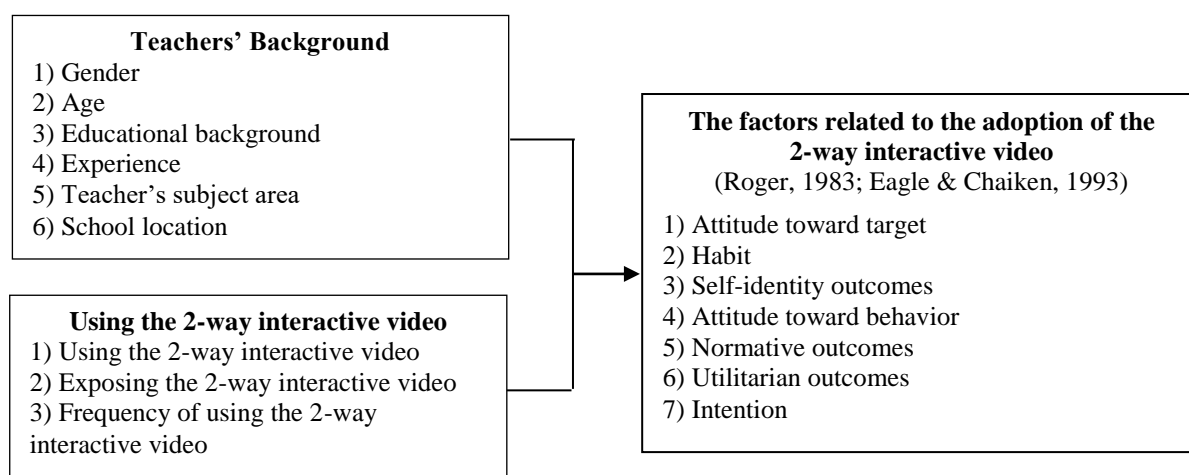 Teachers’ Background
1) Gender
2) Age
3) Educational background
4) Experience
5) Teacher’s subject area
6) School location
Using the 2-way interactive video
1) Using the 2-way interactive video
2) Exposing the 2-way interactive video
3) Frequency of using the 2-way
interactive video
The factors related to the adoption of the
2-way interactive video
(Roger, 1983; Eagle & Chaiken, 1993)
1) Attitude toward target
2) Habit
3) Self-identity outcomes
4) Attitude toward behavior
5) Normative outcomes
6) Utilitarian outcomes
7) Intention